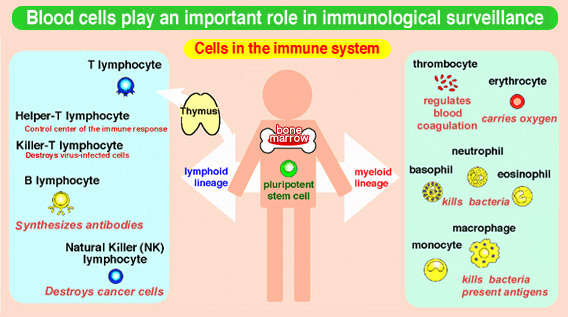 Blood cells play an important role in immunological surveillance
Cells in the immune system
T lymphocyte
Helper-T lymphocyte
Control center of the immune response
Killer-T lymphocyte
Destroys virus-infected cells
B lymphocyte
Synthesizes antibodies
Natural Killer (NK)
lymphocyte
Destroys cancer cells
Thymus
bone
marrow
lymphoid
lineage
pluripotent
stem cell
myeloid
lineage
thrombocyte
regulates
blood
coagulation
erythrocyte
carries oxygen
neutrophil
basophil
eosinophil
kills bacteria
macrophage
monocyte
kills bacteria
present antigens